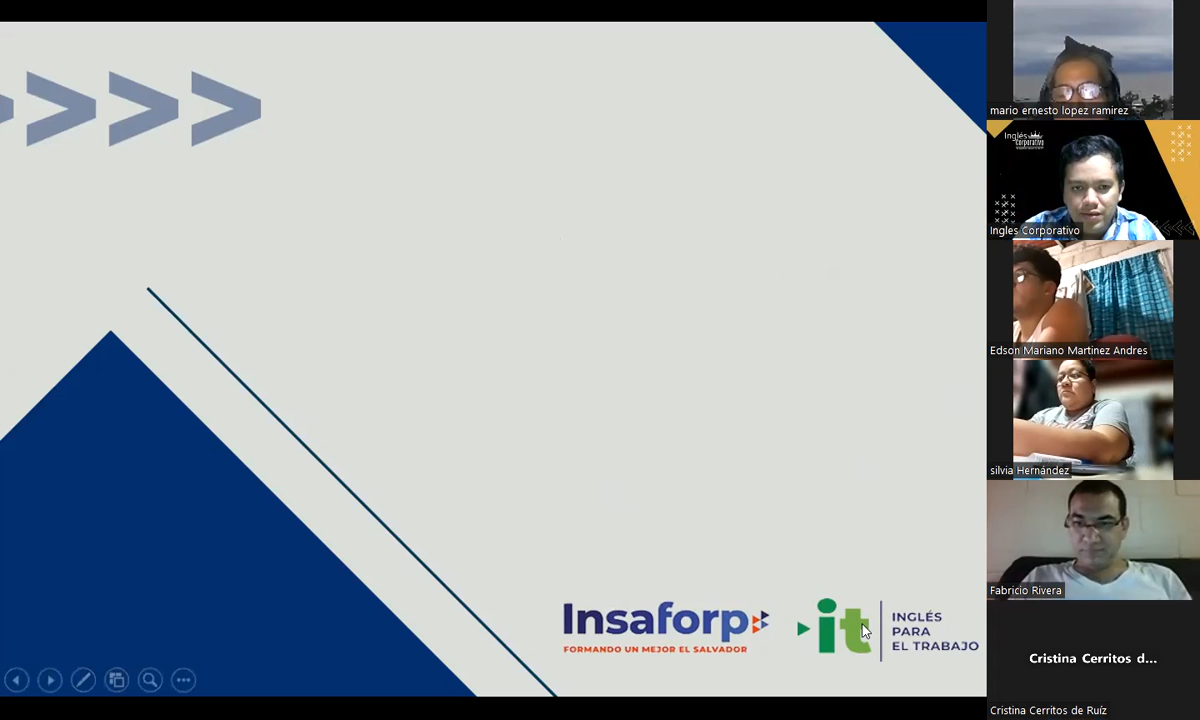 Insaforp
FORMANDO UN MEJOR EL SALVADOR
it
INGLÉS
PARA
EL TRABAJO
mario ernesto lopez ramirez
Inglés
corporativo
Ingles Corporativo
Edson Mariano Martinez Andres
silvia Hernández
Fabricio Rivera
Cristina Cerritos d...
Cristina Cerritos de Ruíz